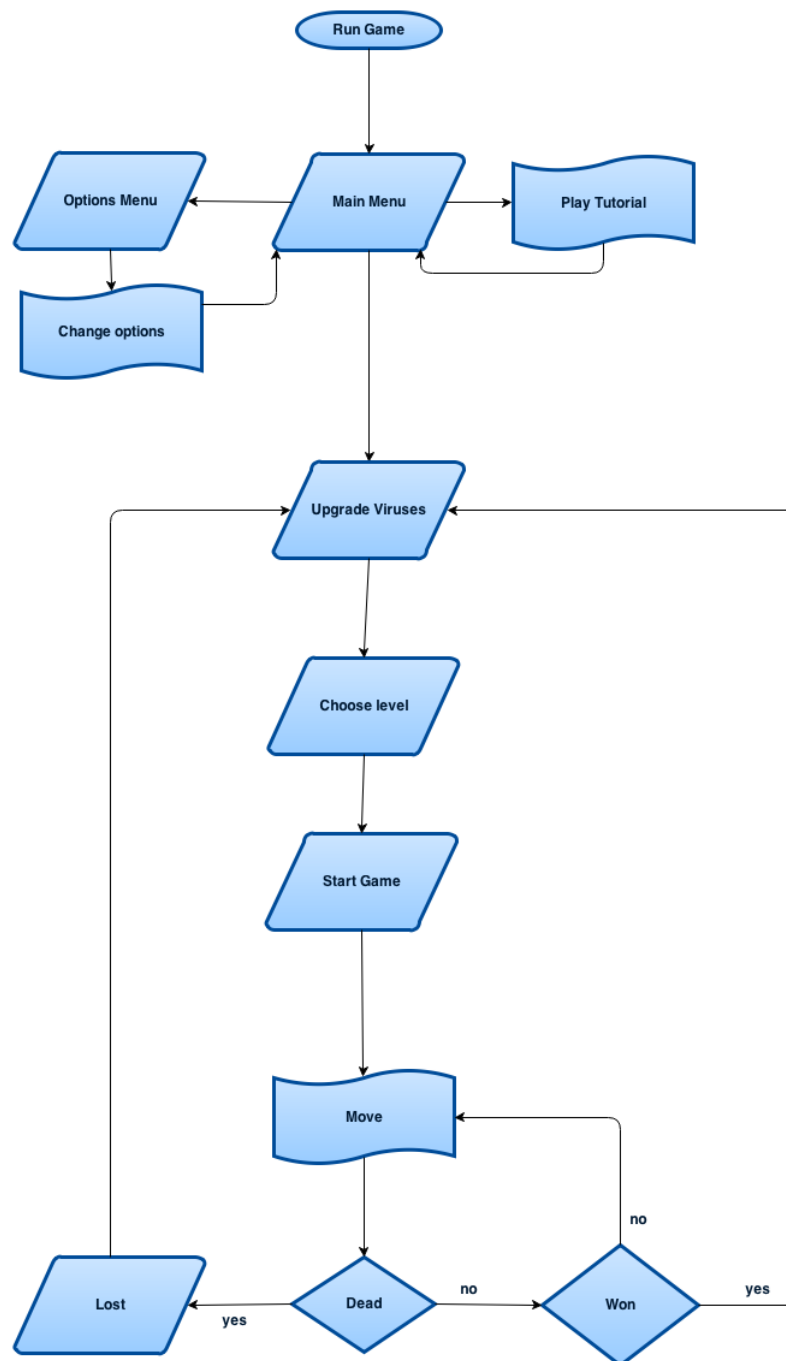 Run Game
Options Menu
Main Menu
Play Tutorial
Change options
Upgrade Viruses
Choose level
Start Game
Move
no
Lost
yes
Dead
no
Won
yes